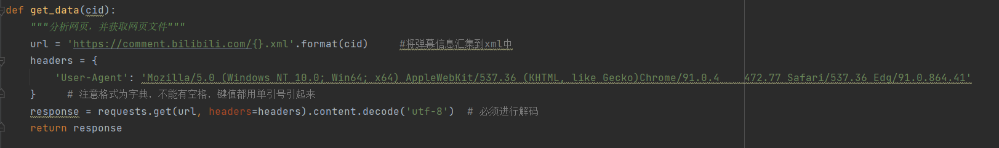 def get_data(cid):
    """分析网页，并获取网页文件"""
    url = 'https://comment.bilibili.com/{}.xml'.format(cid)     #将弹幕信息汇集到xml中
    headers = {
        'User-Agent': 'Mozilla/5.0 (Windows NT 10.0; Win64; x64) AppleWebKit/537.36 (KHTML, like Gecko)Chrome/91.0.4    472.77 Safari/537.36 Edg/91.0.864.41'
    }     # 注意格式为字典，不能有空格，键值都用单引号引起来
    response = requests.get(url, headers=headers).content.decode('utf-8')  # 必须进行解码
    return response